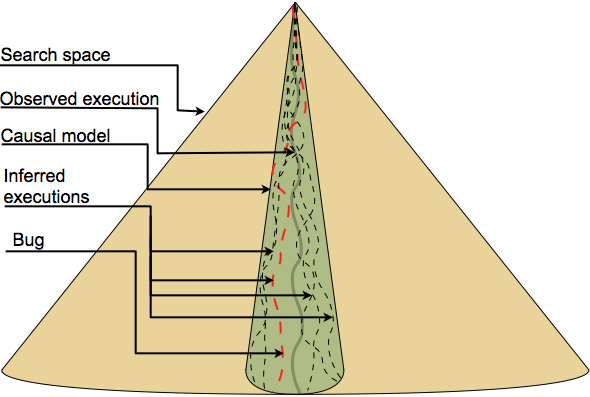 Search space
Observed execution
Causal model
Inferred
executions
Bug